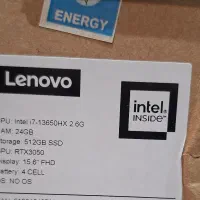 ENERGY
Lenovo
intel
INSIDE
PU: Intel i7-13650HX 2.6G
AM: 24GB
torage: 512GB SSD
PU: RTX3050
isplay: 15.6" FHD
attery: 4 CELL
S: NO OS